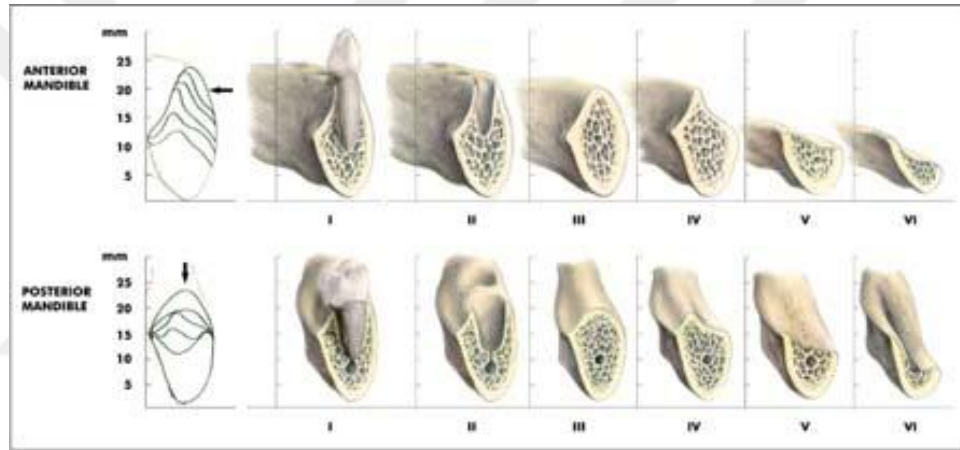 mm
25
20
15
10
5
ANTERIOR
MANDIBLE
I II III IV V VI
mm
25
20
15
10
5
POSTERIOR
MANDIBLE
I II III IV V VI